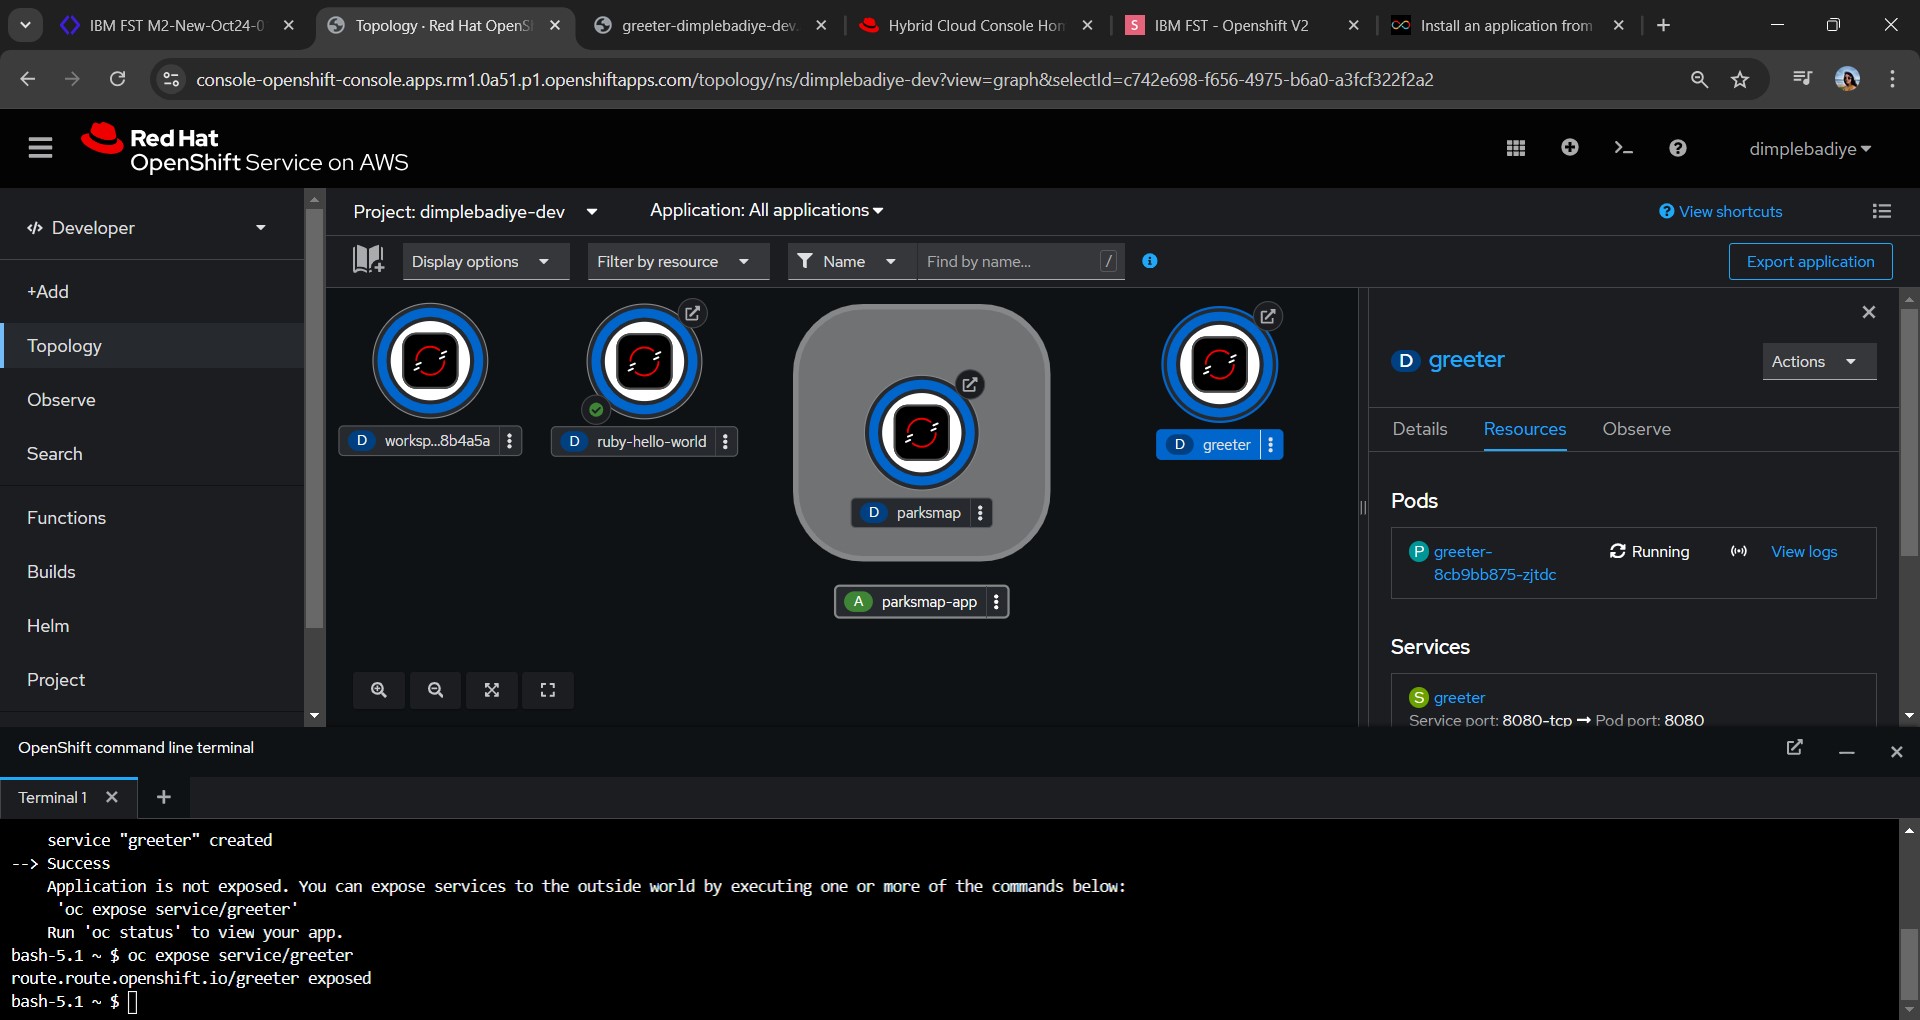 IBM FST M2-New-Oct24-0
Topology · Red Hat OpenS
greeter-dimplebadiye-dev.
Hybrid Cloud Console Hom
S IBM FST - Openshift V2
Install an application from
console-openshift-console.apps.rm1.0a51.p1.openshiftapps.com/topology/ns/dimplebadiye-dev?view=graph&selectId=c742e698-f656-4975-b6a0-a3fcf322f2a2
Red Hat
OpenShift Service on AWS
dimplebadiye
Developer
Project: dimplebadiye-dev
Application: All applications
View shortcuts
Display options
Filter by resource
Name
Find by name...
/
Export application
+Add
Topology
Observe
Search
Functions
Builds
Helm
Project
D worksp...8b4a5a
D ruby-hello-world
D parksmap
A parksmap-app
D greeter
D greeter
Actions
Details
Resources
Observe
Pods
P greeter-
8cb9bb875-zjtdc
Running
View logs
Services
S greeter
Service port: 8080-tcp → Pod port: 8080
OpenShift command line terminal
Terminal 1
service "greeter" created
--> Success
Application is not exposed. You can expose services to the outside world by executing one or more of the commands below:
'oc expose service/greeter'
Run 'oc status' to view your app.
bash-5.1 ~ $ oc expose service/greeter
route.route.openshift.io/greeter exposed
bash-5.1 ~ $